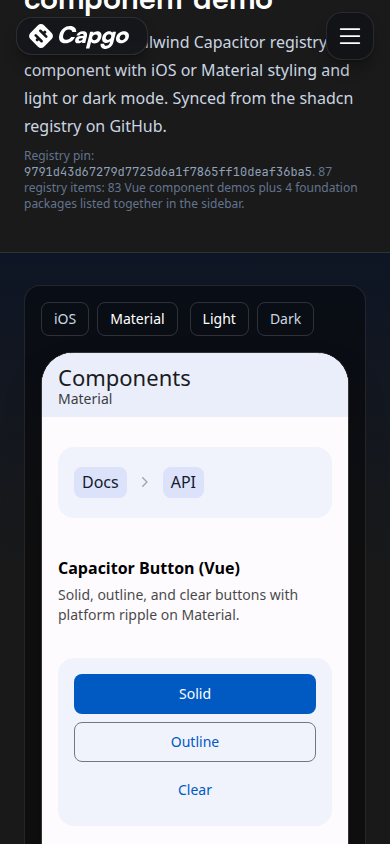 component demo
Capgo
lwind Capacitor registry
component with iOS or Material styling and
light or dark mode. Synced from the shadcn
registry on GitHub.
Registry pin:
9791d43d67279d7725d6a1f7865ff10deaf36ba5. 87
registry items: 83 Vue component demos plus 4 foundation
packages listed together in the sidebar.
iOS
Material
Light
Dark
Components
Material
Docs
API
Capacitor Button (Vue)
Solid, outline, and clear buttons with
platform ripple on Material.
Solid
Outline
Clear